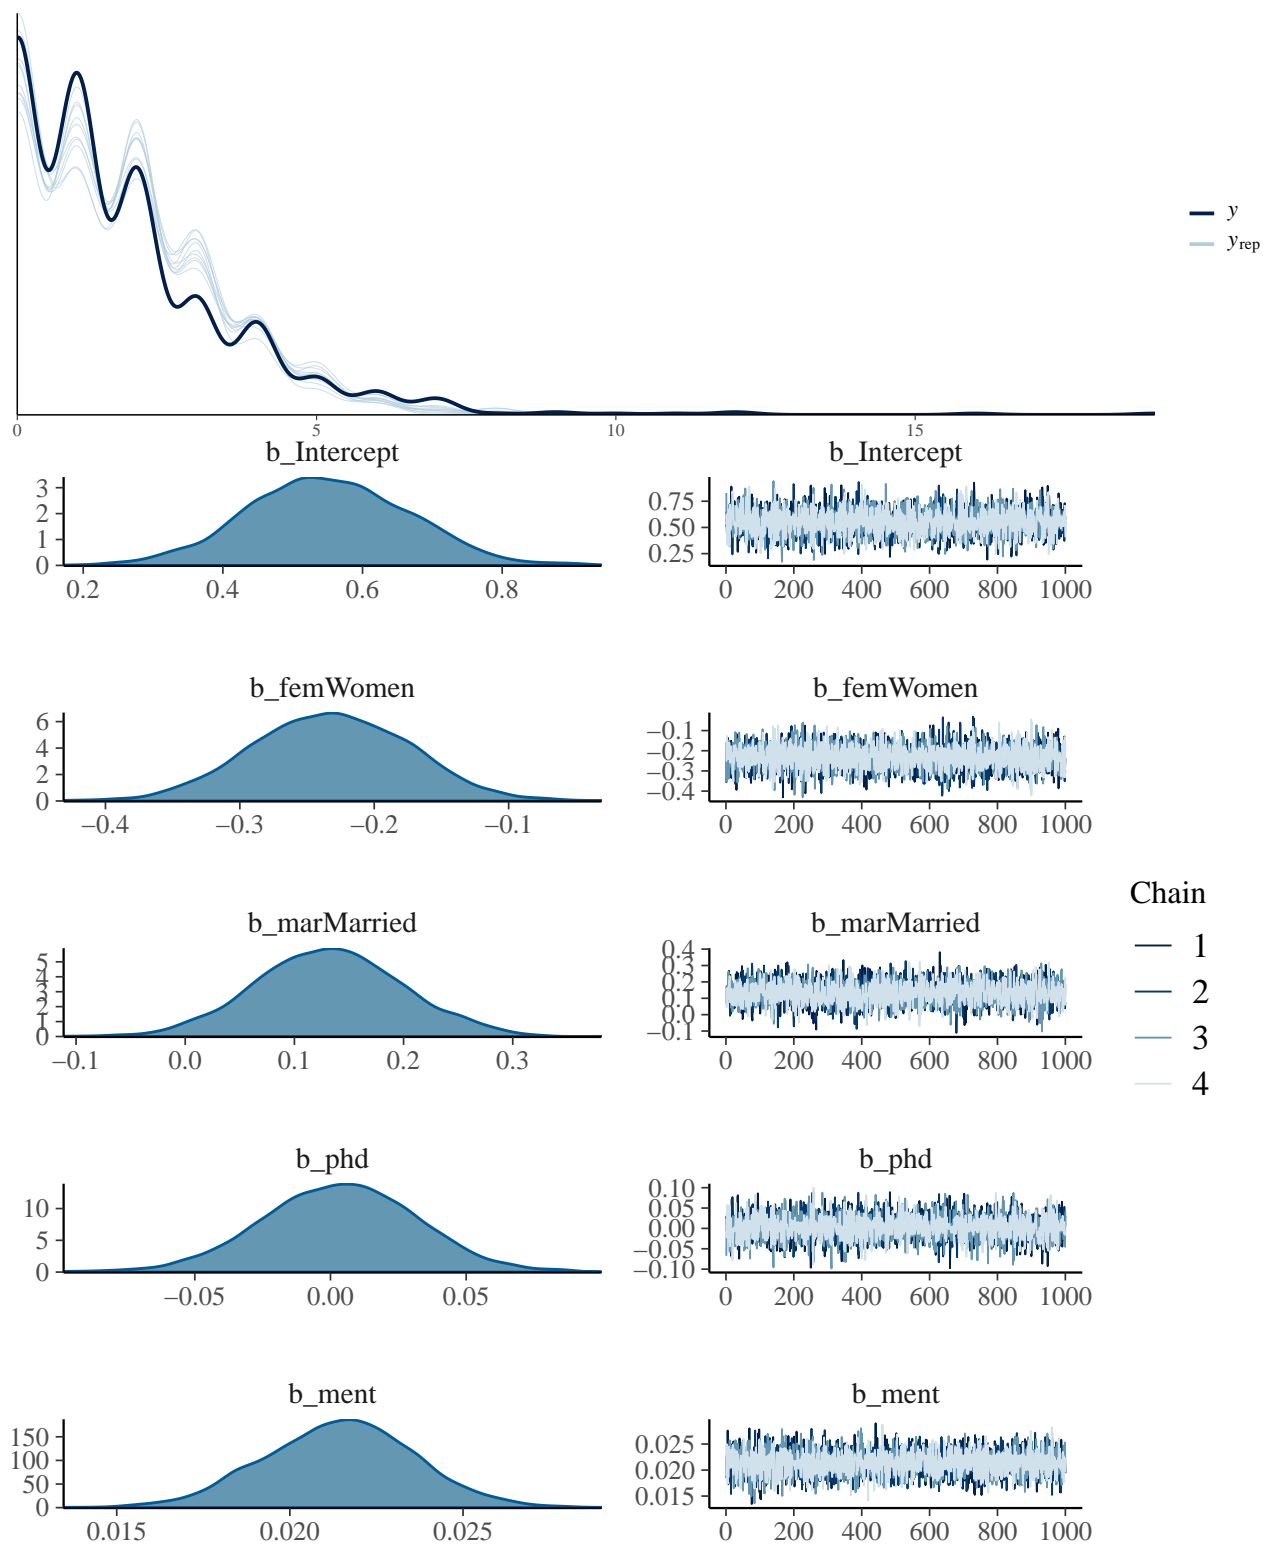 y
y rep
0 5 10 15
b_Intercept b_Intercept
3
2
1
0
0.2 0.4 0.6 0.8
0.75
0.50
0.25
0 200 400 600 800 1000
b_femWomen b_femWomen
6
4
2
0
−0.4 −0.3 −0.2 −0.1
−0.1
−0.2
−0.3
−0.4
0 200 400 600 800 1000
b_marMarried b_marMarried
5
4
3
2
1
0
−0.1 0.0 0.1 0.2 0.3
0.4
0.3
0.2
0.1
0.0
−0.1
0 200 400 600 800 1000
Chain
1
2
3
4
b_phd b_phd
10
5
0
−0.05 0.00 0.05
0.10
0.05
0.00
−0.05
−0.10
0 200 400 600 800 1000
b_ment b_ment
150
100
50
0
0.015 0.020 0.025
0.025
0.020
0.015
0 200 400 600 800 1000